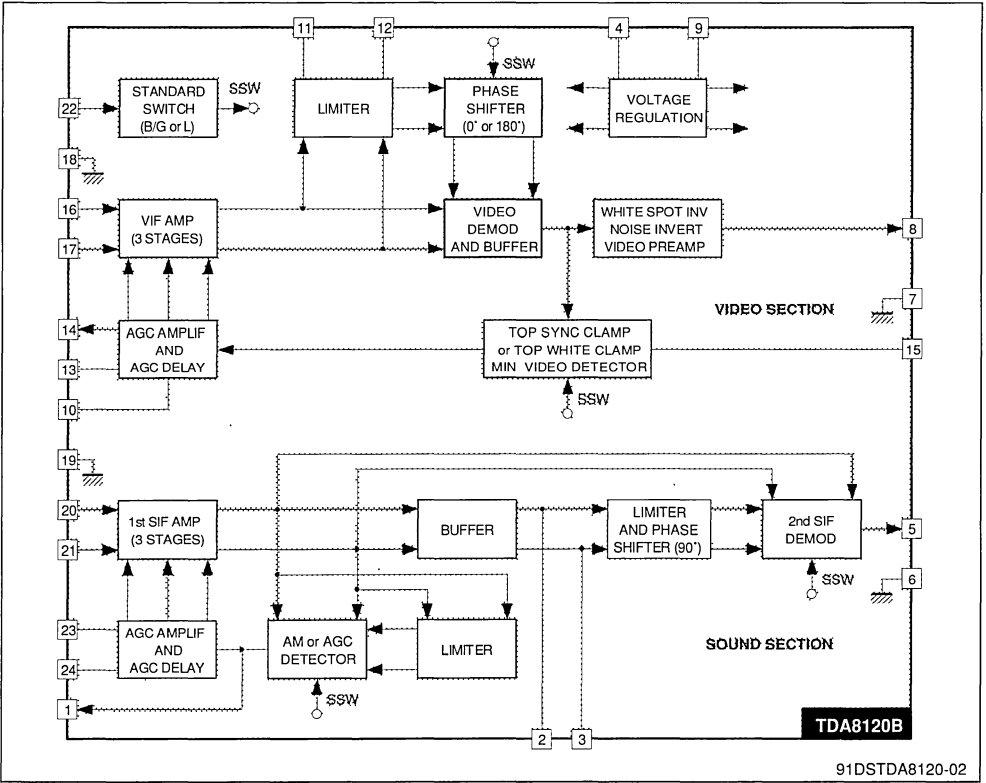 11 12 4 9
SSW
22
STANDARD
SWITCH
(B/G or L)
SSW
LIMITER
PHASE
SHIFTER
(0° or 180°)
VOLTAGE
REGULATION
18
16
17
VIF AMP
(3 STAGES)
VIDEO
DEMOD
AND BUFFER
WHITE SPOT INV
NOISE INVERT
VIDEO PREAMP
8
7
VIDEO SECTION
14
13
10
AGC AMPLIF
AND
AGC DELAY
TOP SYNC CLAMP
or TOP WHITE CLAMP
MIN VIDEO DETECTOR
15
SSW
19
20
21
1st SIF AMP
(3 STAGES)
BUFFER
LIMITER
AND PHASE
SHIFTER (90°)
2nd SIF
DEMOD
5
SSW
6
23
24
AGC AMPLIF
AND
AGC DELAY
AM or AGC
DETECTOR
LIMITER
SOUND SECTION
SSW
1
2 3
TDA8120B
91DSTDA8120-02